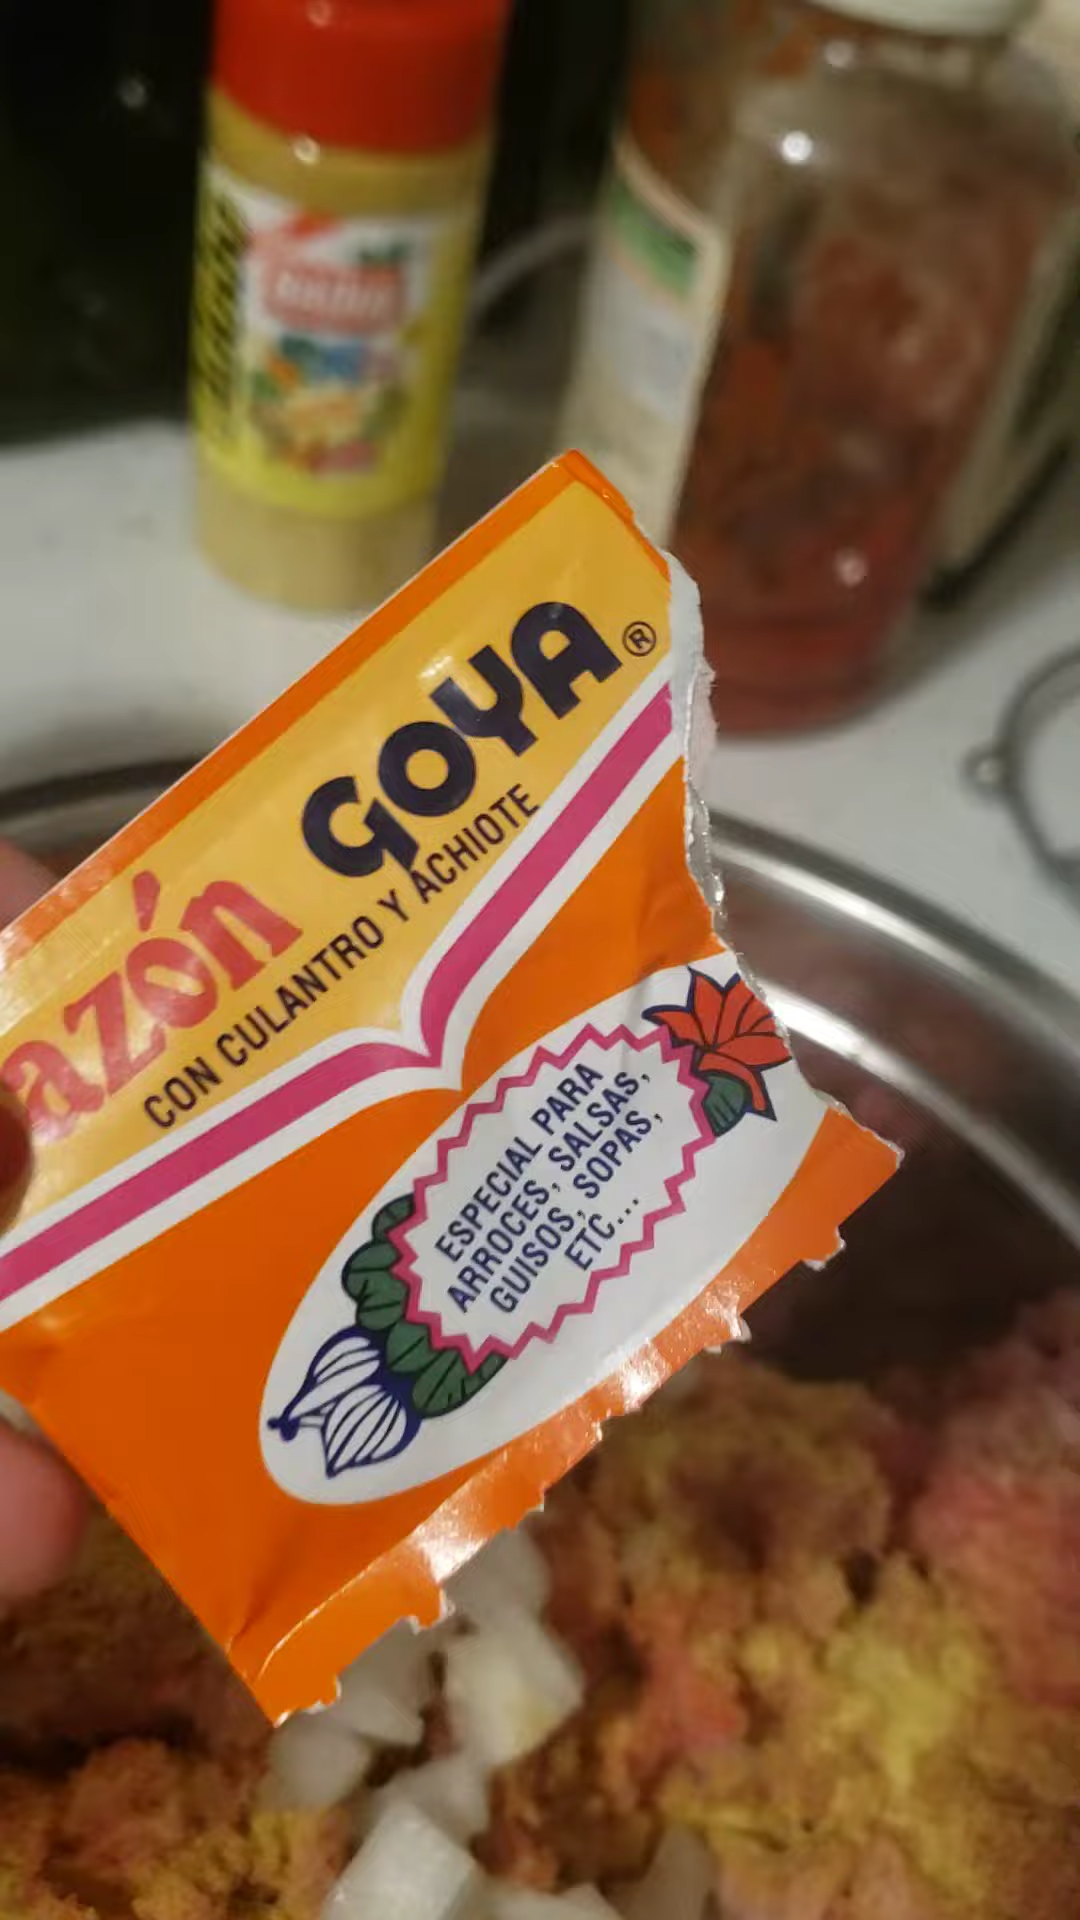 azón GOYA®
CON CULANTRO Y ACHIOTE
ESPECIAL PARA
ARROCES, SALSAS,
GUISOS, SOPAS,
ETC...